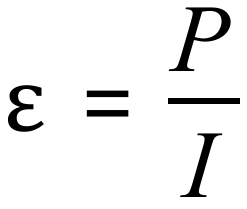 ε = P/I